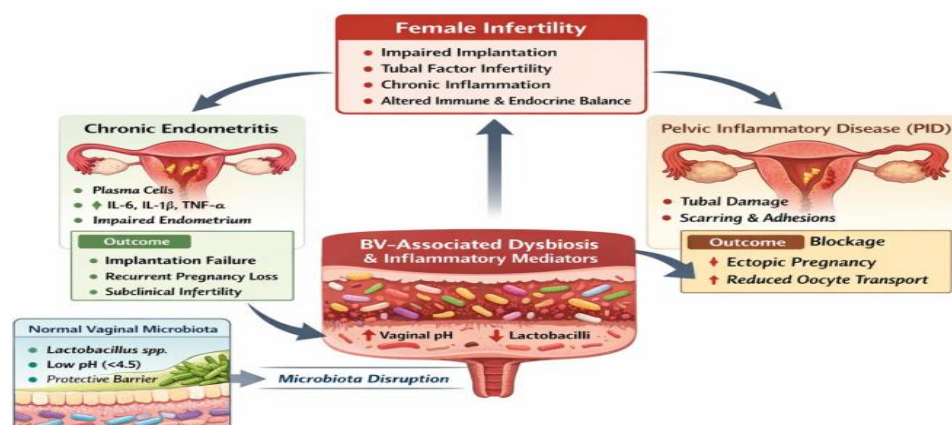 Female Infertility
Impaired Implantation
Tubal Factor Infertility
Chronic Inflammation
Altered Immune & Endocrine Balance
Chronic Endometritis
Plasma Cells
IL-6, IL-1β, TNF-α
Impaired Endometrium
Outcome
Implantation Failure
Recurrent Pregnancy Loss
Subclinical Infertility
Pelvic Inflammatory Disease (PID)
Tubal Damage
Scarring & Adhesions
Outcome Blockage
Ectopic Pregnancy
Reduced Oocyte Transport
BV-Associated Dysbiosis
& Inflammatory Mediators
↑ Vaginal pH ↓ Lactobacilli
Normal Vaginal Microbiota
Lactobacillus spp.
Low pH (<4.5)
Protective Barrier
Microbiota Disruption